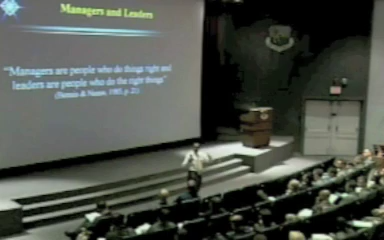 Managers and Leaders
"Managers are people who do things right and
leaders are people who do the right things"
(Bennis & Nanus, 1985, p. 21)